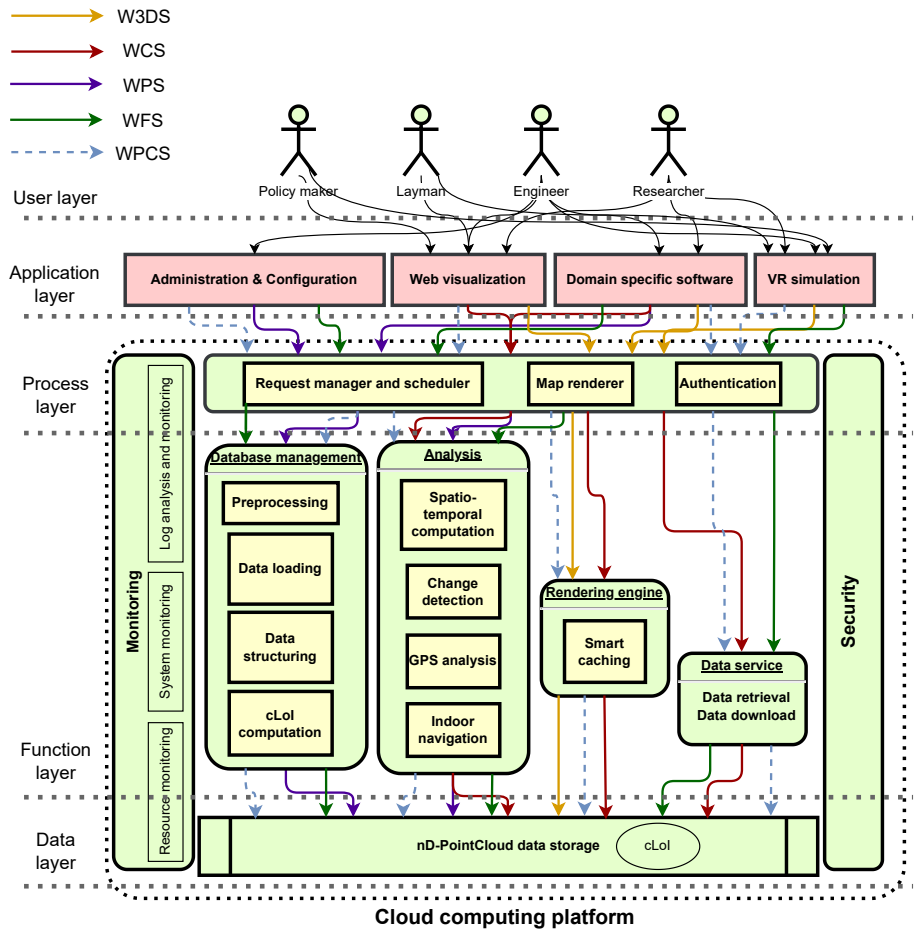 W3DS
WCS
WPS
WFS
WPCS
Policy maker
Layman
Engineer
Researcher
User layer
Application
layer
Administration & Configuration
Web visualization
Domain specific software
VR simulation
Process
layer
Request manager and scheduler
Map renderer
Authentication
Monitoring
Log analysis and monitoring
System monitoring
Resource monitoring
Database management
Preprocessing
Data loading
Data
structuring
cLoI
computation
Analysis
Spatio-
temporal
computation
Change
detection
GPS analysis
Indoor
navigation
Rendering engine
Smart
caching
Data service
Data retrieval
Data download
Security
Function
layer
Data
layer
nD-PointCloud data storage
cLoI
Cloud computing platform